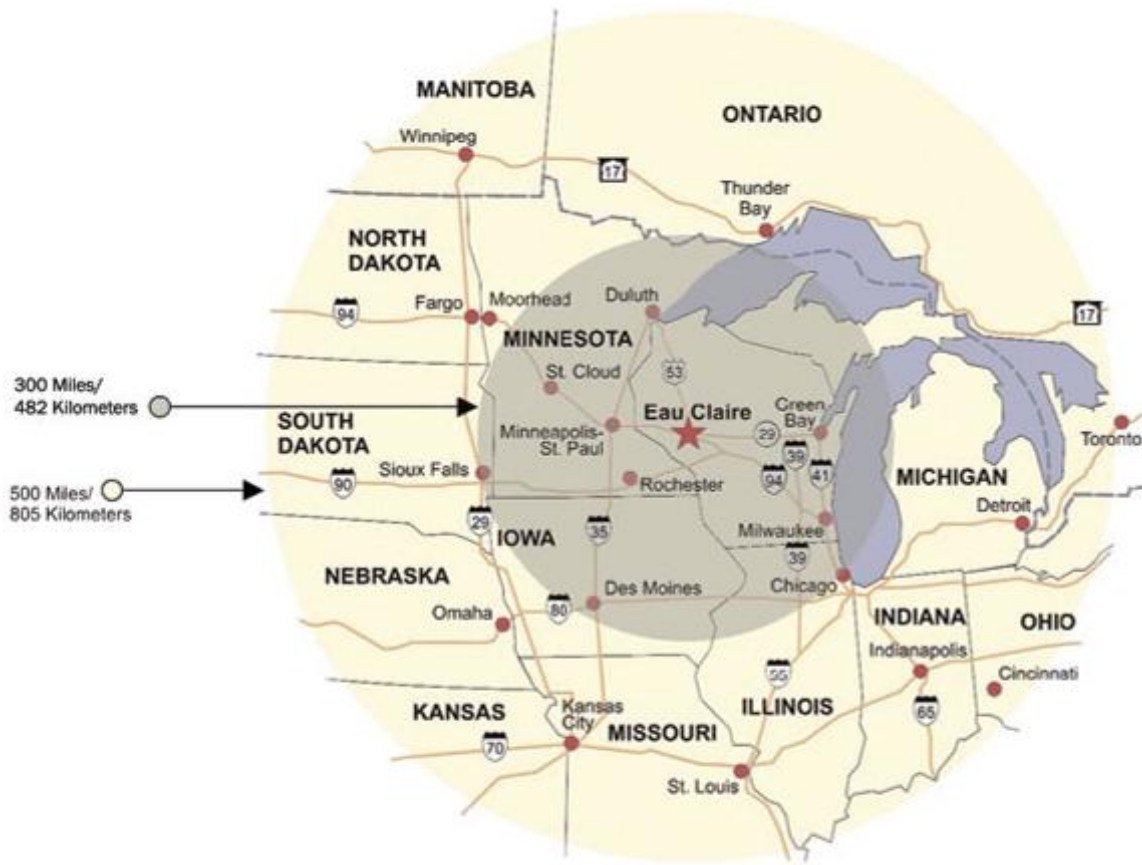 MANITOBA
ONTARIO
Winnipeg
17
Thunder
Bay
NORTH
DAKOTA
Fargo
Moorhead
Duluth
94
17
MINNESOTA
St. Cloud
53
300 Miles/
482 Kilometers
Eau Claire
Green
Bay
SOUTH
DAKOTA
Minneapolis-
St. Paul
29
39
Toronto
Sioux Falls
Rochester
94
41
MICHIGAN
500 Miles/
805 Kilometers
90
Detroit
29
35
IOWA
Milwaukee
39
NEBRASKA
Chicago
Des Moines
80
Omaha
INDIANA
OHIO
Indianapolis
55
Cincinnati
KANSAS
Kansas
City
ILLINOIS
65
MISSOURI
70
St. Louis